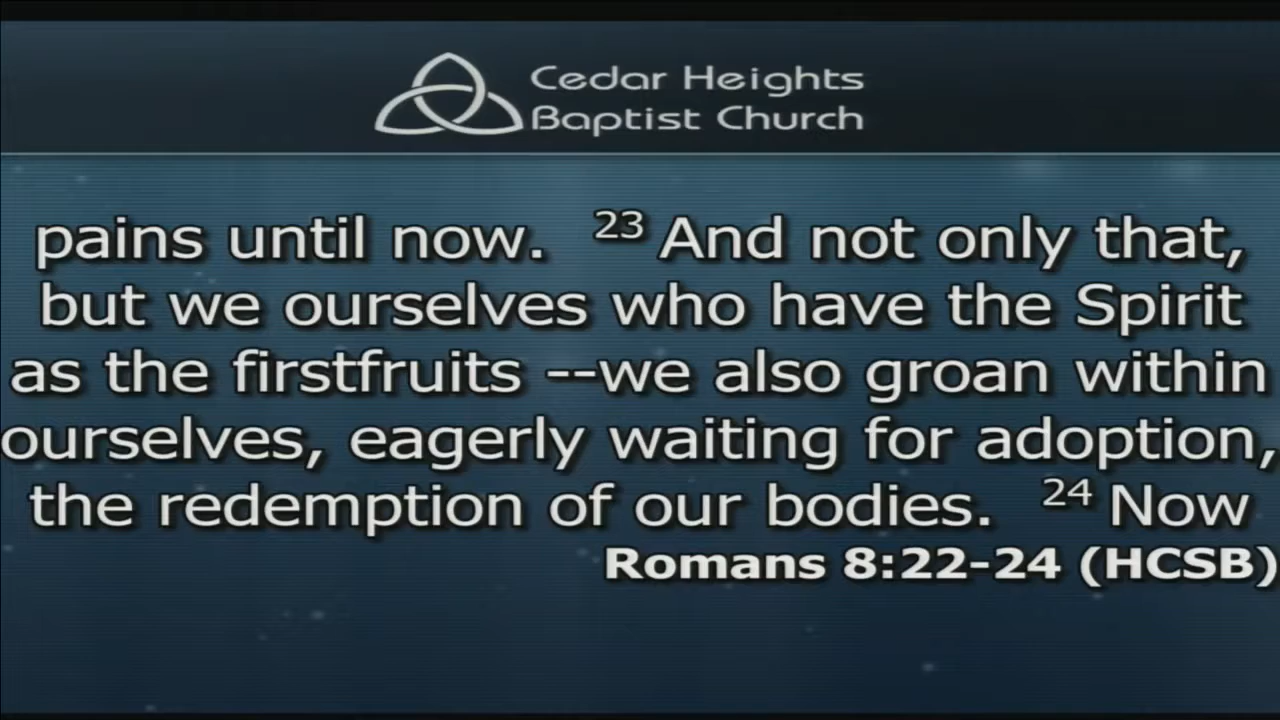 Cedar Heights
Baptist Church
pains until now. 23 And not only that,
but we ourselves who have the Spirit
as the firstfruits --we also groan within
ourselves, eagerly waiting for adoption,
the redemption of our bodies. 24 Now
Romans 8:22-24 (HCSB)